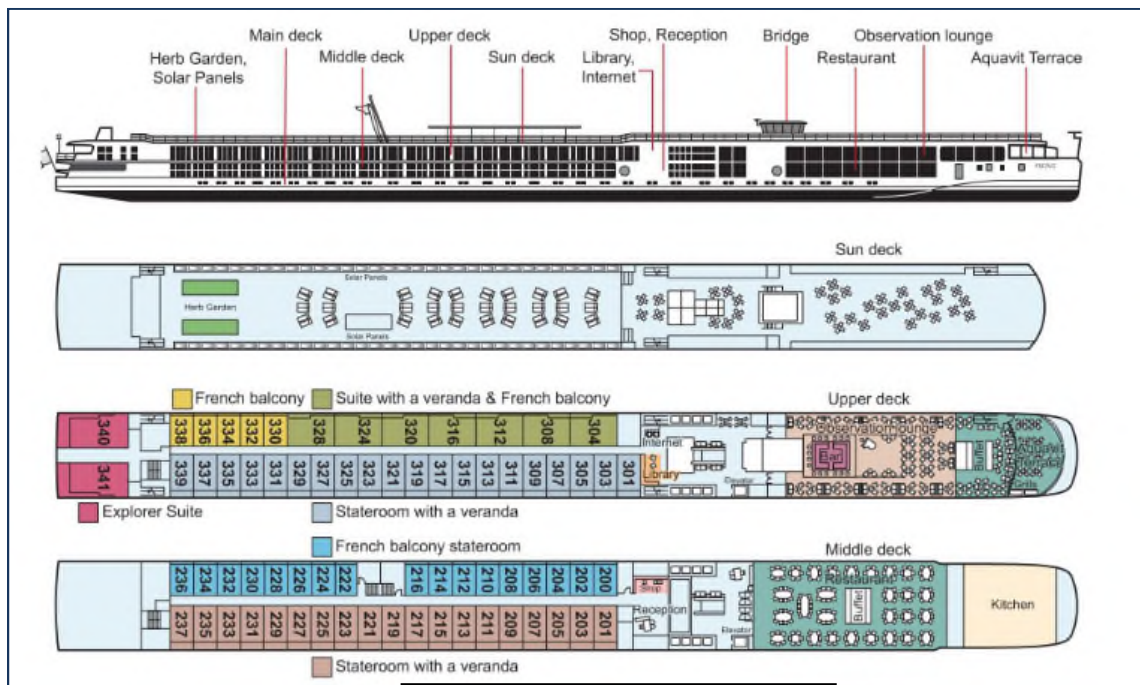 Main deck
Upper deck
Shop, Reception
Bridge
Observation lounge
Herb Garden,
Solar Panels
Middle deck
Sun deck
Library,
Internet
Restaurant
Aquavit Terrace
Sun deck
Solar Panels
Herb Garden
Solar Panels
French balcony
Suite with a veranda & French balcony
Upper deck
340
338 336 334 332 330 328 324 320 316 312 308 304
Internet
Observation lounge
Bar
Buffet
Aquavit
Terrace
341
339 337 335 333 331 329 327 325 323 321 319 317 315 313 311 309 307 305 303 301
Library
Elevator
Grills
Explorer Suite
Stateroom with a veranda
French balcony stateroom
Middle deck
236 234 232 230 228 226 224 222 216 214 212 210 208 206 204 202 200
Shop
Restaurant
Reception
Buffet
Kitchen
237 235 233 231 229 227 225 223 221 219 217 215 213 211 209 207 205 203 201
Elevator
Stateroom with a veranda